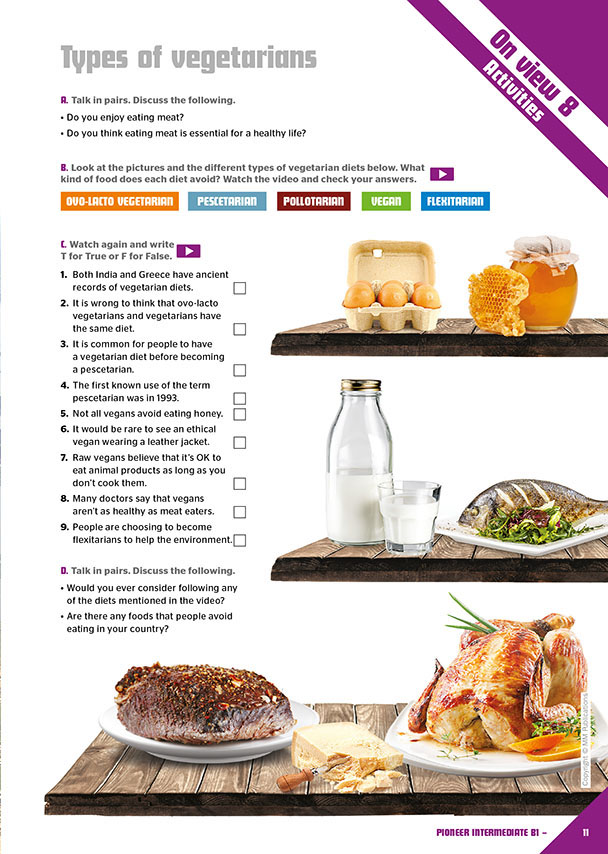 Types of vegetarians
On view 8
Activities
A. Talk in pairs. Discuss the following.
• Do you enjoy eating meat?
• Do you think eating meat is essential for a healthy life?
B. Look at the pictures and the different types of vegetarian diets below. What
kind of food does each diet avoid? Watch the video and check your answers.
OVO-LACTO VEGETARIAN PESCETARIAN POLLOTARIAN VEGAN FLEXITARIAN
C. Watch again and write
T for True or F for False.
1. Both India and Greece have ancient
records of vegetarian diets.
2. It is wrong to think that ovo-lacto
vegetarians and vegetarians have
the same diet.
3. It is common for people to have
a vegetarian diet before becoming
a pescetarian.
4. The first known use of the term
pescetarian was in 1993.
5. Not all vegans avoid eating honey.
6. It would be rare to see an ethical
vegan wearing a leather jacket.
7. Raw vegans believe that it's OK to
eat animal products as long as you
don't cook them.
8. Many doctors say that vegans
aren't as healthy as meat eaters.
9. People are choosing to become
flexitarians to help the environment.
D. Talk in pairs. Discuss the following.
• Would you ever consider following any
of the diets mentioned in the video?
• Are there any foods that people avoid
eating in your country?
Copyright © MM Publications
PIONEER INTERMEDIATE B1 –
11